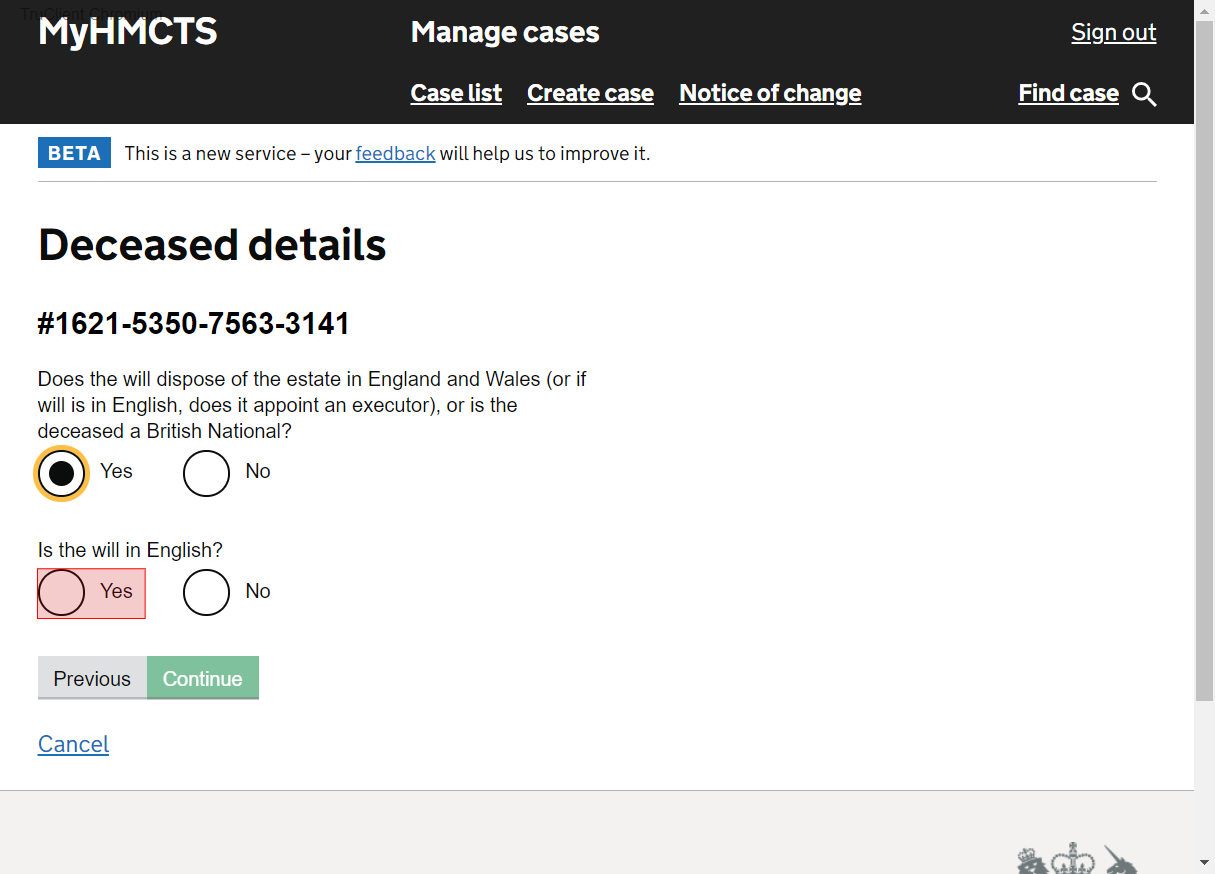 TruClient Chromium
MyHMCTS
Manage cases
Sign out
Case list
Create case
Notice of change
Find case
BETA
This is a new service – your feedback will help us to improve it.
Deceased details
#1621-5350-7563-3141
Does the will dispose of the estate in England and Wales (or if
will is in English, does it appoint an executor), or is the
deceased a British National?
Yes
No
Is the will in English?
Yes
No
Previous
Continue
Cancel